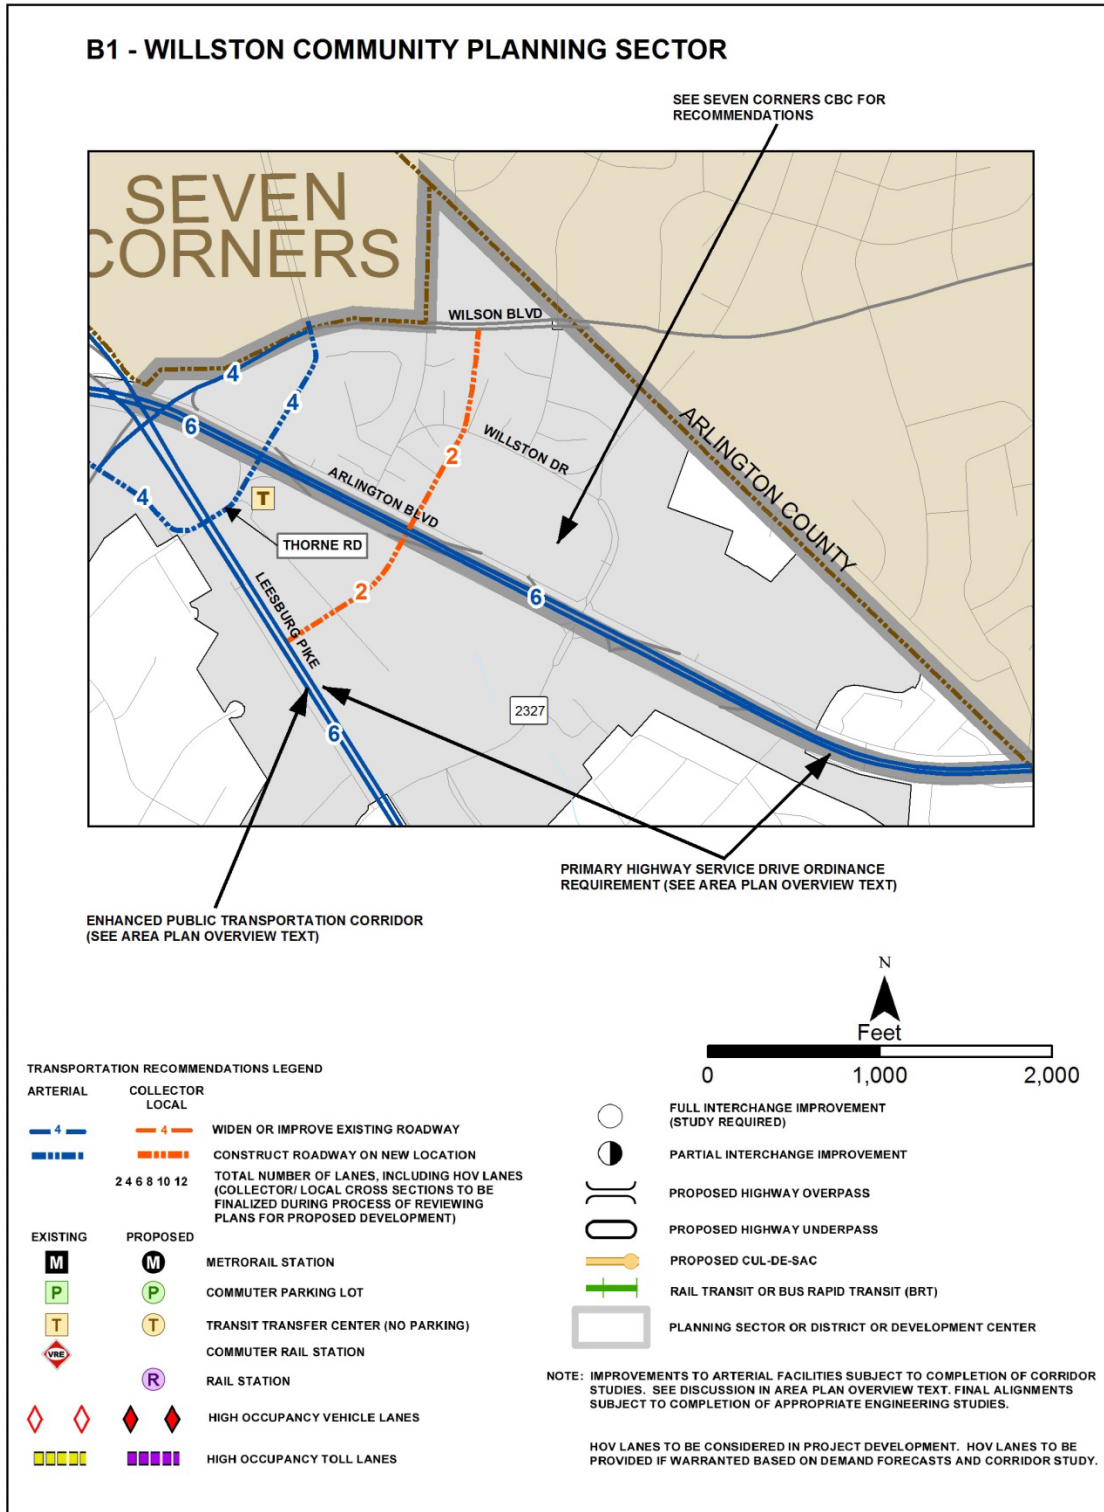 B1 - WILLSTON COMMUNITY PLANNING SECTOR
SEE SEVEN CORNERS CBC FOR
RECOMMENDATIONS
SEVEN
CORNERS
WILSON BLVD
4
4
6
ARLINGTON COUNTY
WILLSTON DR
2
4
T
ARLINGTON BLVD
THORNE RD
LEESBURG PIKE
2
6
2327
6
PRIMARY HIGHWAY SERVICE DRIVE ORDINANCE
REQUIREMENT (SEE AREA PLAN OVERVIEW TEXT)
ENHANCED PUBLIC TRANSPORTATION CORRIDOR
(SEE AREA PLAN OVERVIEW TEXT)
N
Feet
0 1,000 2,000
TRANSPORTATION RECOMMENDATIONS LEGEND
ARTERIAL COLLECTOR
LOCAL
4 4 WIDEN OR IMPROVE EXISTING ROADWAY
CONSTRUCT ROADWAY ON NEW LOCATION
2 4 6 8 10 12 TOTAL NUMBER OF LANES, INCLUDING HOV LANES
(COLLECTOR/ LOCAL CROSS SECTIONS TO BE
FINALIZED DURING PROCESS OF REVIEWING
PLANS FOR PROPOSED DEVELOPMENT)
EXISTING PROPOSED
M M METRORAIL STATION
P P COMMUTER PARKING LOT
T T TRANSIT TRANSFER CENTER (NO PARKING)
VRE COMMUTER RAIL STATION
R RAIL STATION
HIGH OCCUPANCY VEHICLE LANES
HIGH OCCUPANCY TOLL LANES
FULL INTERCHANGE IMPROVEMENT
(STUDY REQUIRED)
PARTIAL INTERCHANGE IMPROVEMENT
PROPOSED HIGHWAY OVERPASS
PROPOSED HIGHWAY UNDERPASS
PROPOSED CUL-DE-SAC
RAIL TRANSIT OR BUS RAPID TRANSIT (BRT)
PLANNING SECTOR OR DISTRICT OR DEVELOPMENT CENTER
NOTE: IMPROVEMENTS TO ARTERIAL FACILITIES SUBJECT TO COMPLETION OF CORRIDOR
STUDIES. SEE DISCUSSION IN AREA PLAN OVERVIEW TEXT. FINAL ALIGNMENTS
SUBJECT TO COMPLETION OF APPROPRIATE ENGINEERING STUDIES.
HOV LANES TO BE CONSIDERED IN PROJECT DEVELOPMENT. HOV LANES TO BE
PROVIDED IF WARRANTED BASED ON DEMAND FORECASTS AND CORRIDOR STUDY.